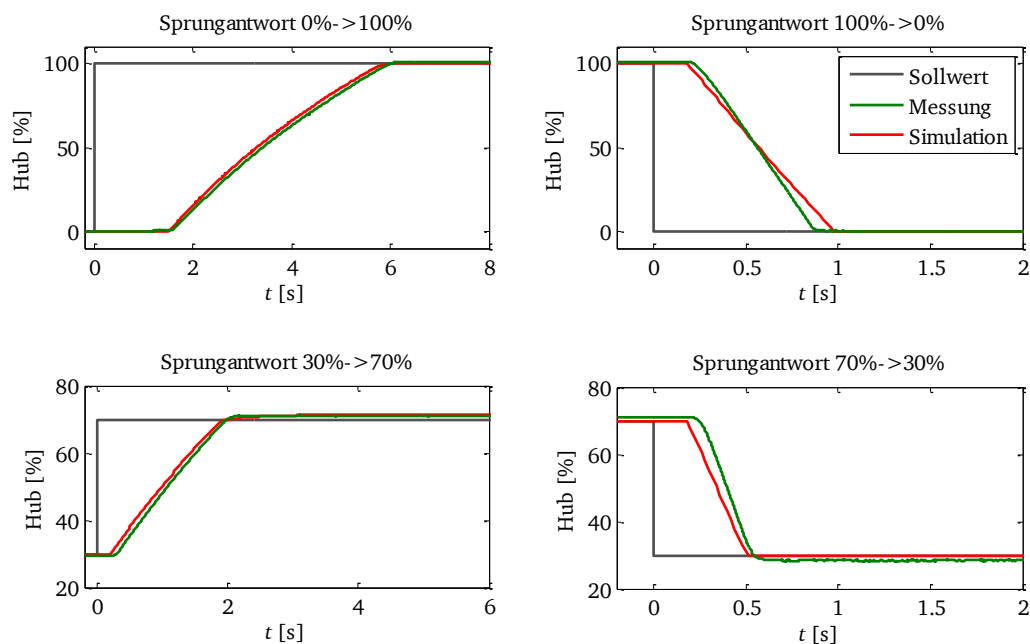 Sprungantwort 0%->100%
Hub [%]
100
50
0
0 2 4 6 8
t [s]
Sprungantwort 100%->0%
Hub [%]
100
50
0
0 0.5 1 1.5 2
t [s]
Sollwert
Messung
Simulation
Sprungantwort 30%->70%
Hub [%]
80
60
40
20
0 2 4 6
t [s]
Sprungantwort 70%->30%
Hub [%]
80
60
40
20
0 0.5 1 1.5 2
t [s]